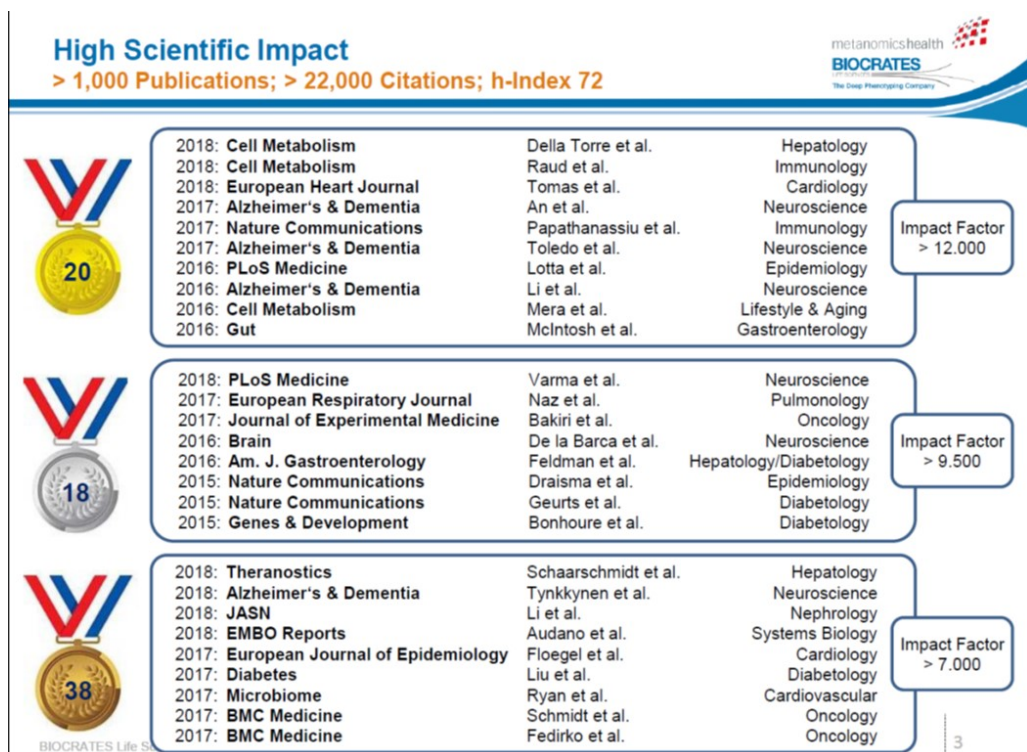 High Scientific Impact
> 1,000 Publications; > 22,000 Citations; h-Index 72
metanomicshealth
BIOCRATES
LIFE SCIENCES
The Deep Phenotyping Company
20
2018: Cell Metabolism Della Torre et al. Hepatology
2018: Cell Metabolism Raud et al. Immunology
2018: European Heart Journal Tomas et al. Cardiology
2017: Alzheimer‘s & Dementia An et al. Neuroscience
2017: Nature Communications Papathanassiu et al. Immunology
2017: Alzheimer‘s & Dementia Toledo et al. Neuroscience
2016: PLoS Medicine Lotta et al. Epidemiology
2016: Alzheimer‘s & Dementia Li et al. Neuroscience
2016: Cell Metabolism Mera et al. Lifestyle & Aging
2016: Gut McIntosh et al. Gastroenterology
Impact Factor
> 12.000
18
2018: PLoS Medicine Varma et al. Neuroscience
2017: European Respiratory Journal Naz et al. Pulmonology
2017: Journal of Experimental Medicine Bakiri et al. Oncology
2016: Brain De la Barca et al. Neuroscience
2016: Am. J. Gastroenterology Feldman et al. Hepatology/Diabetology
2015: Nature Communications Draisma et al. Epidemiology
2015: Nature Communications Geurts et al. Diabetology
2015: Genes & Development Bonhoure et al. Diabetology
Impact Factor
> 9.500
38
2018: Theranostics Schaarschmidt et al. Hepatology
2018: Alzheimer‘s & Dementia Tynkkynen et al. Neuroscience
2018: JASN Li et al. Nephrology
2018: EMBO Reports Audano et al. Systems Biology
2017: European Journal of Epidemiology Floegel et al. Cardiology
2017: Diabetes Liu et al. Diabetology
2017: Microbiome Ryan et al. Cardiovascular
2017: BMC Medicine Schmidt et al. Oncology
2017: BMC Medicine Fedirko et al. Oncology
Impact Factor
> 7.000
BIOCRATES Life
3